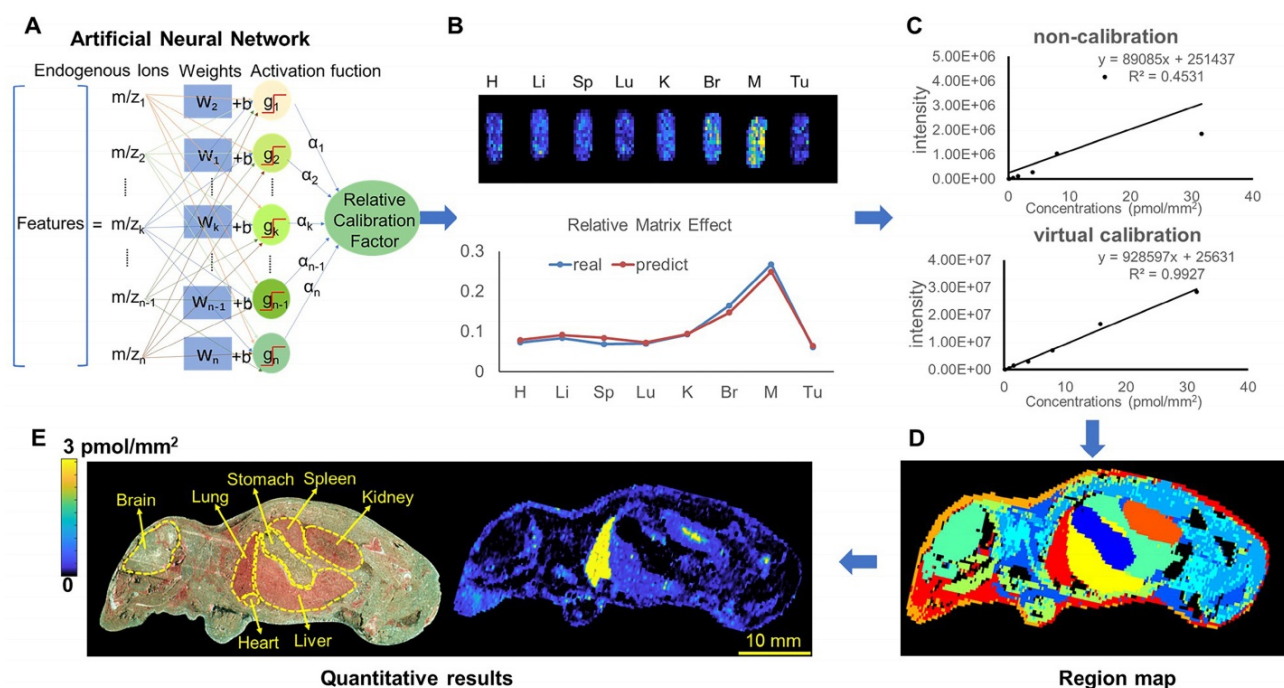 A
Artificial Neural Network
Endogenous Ions Weights Activation fuction
Features =
m/z1 W2 +b g1
m/z2 W1 +b g2
m/zk Wk +b gk
m/zn-1 Wn-1 +b gn-1
m/zn Wn +b gn
α1
α2
αk
αn-1
αn
Relative
Calibration
Factor
B
H Li Sp Lu K Br M Tu
Relative Matrix Effect
real predict
0.3
0.2
0.1
0
H Li Sp Lu K Br M Tu
C
non-calibration
y = 89085x + 251437
R² = 0.4531
intensity
5.00E+06
4.00E+06
3.00E+06
2.00E+06
1.00E+06
0.00E+00
0 10 20 30 40
Concentrations (pmol/mm²)
virtual calibration
y = 928597x + 25631
R² = 0.9927
intensity
4.00E+07
3.00E+07
2.00E+07
1.00E+07
0.00E+00
0 10 20 30 40
Concentrations (pmol/mm²)
E
3 pmol/mm²
0
Brain
Lung
Stomach
Spleen
Kidney
Heart
Liver
10 mm
Quantitative results
D
Region map